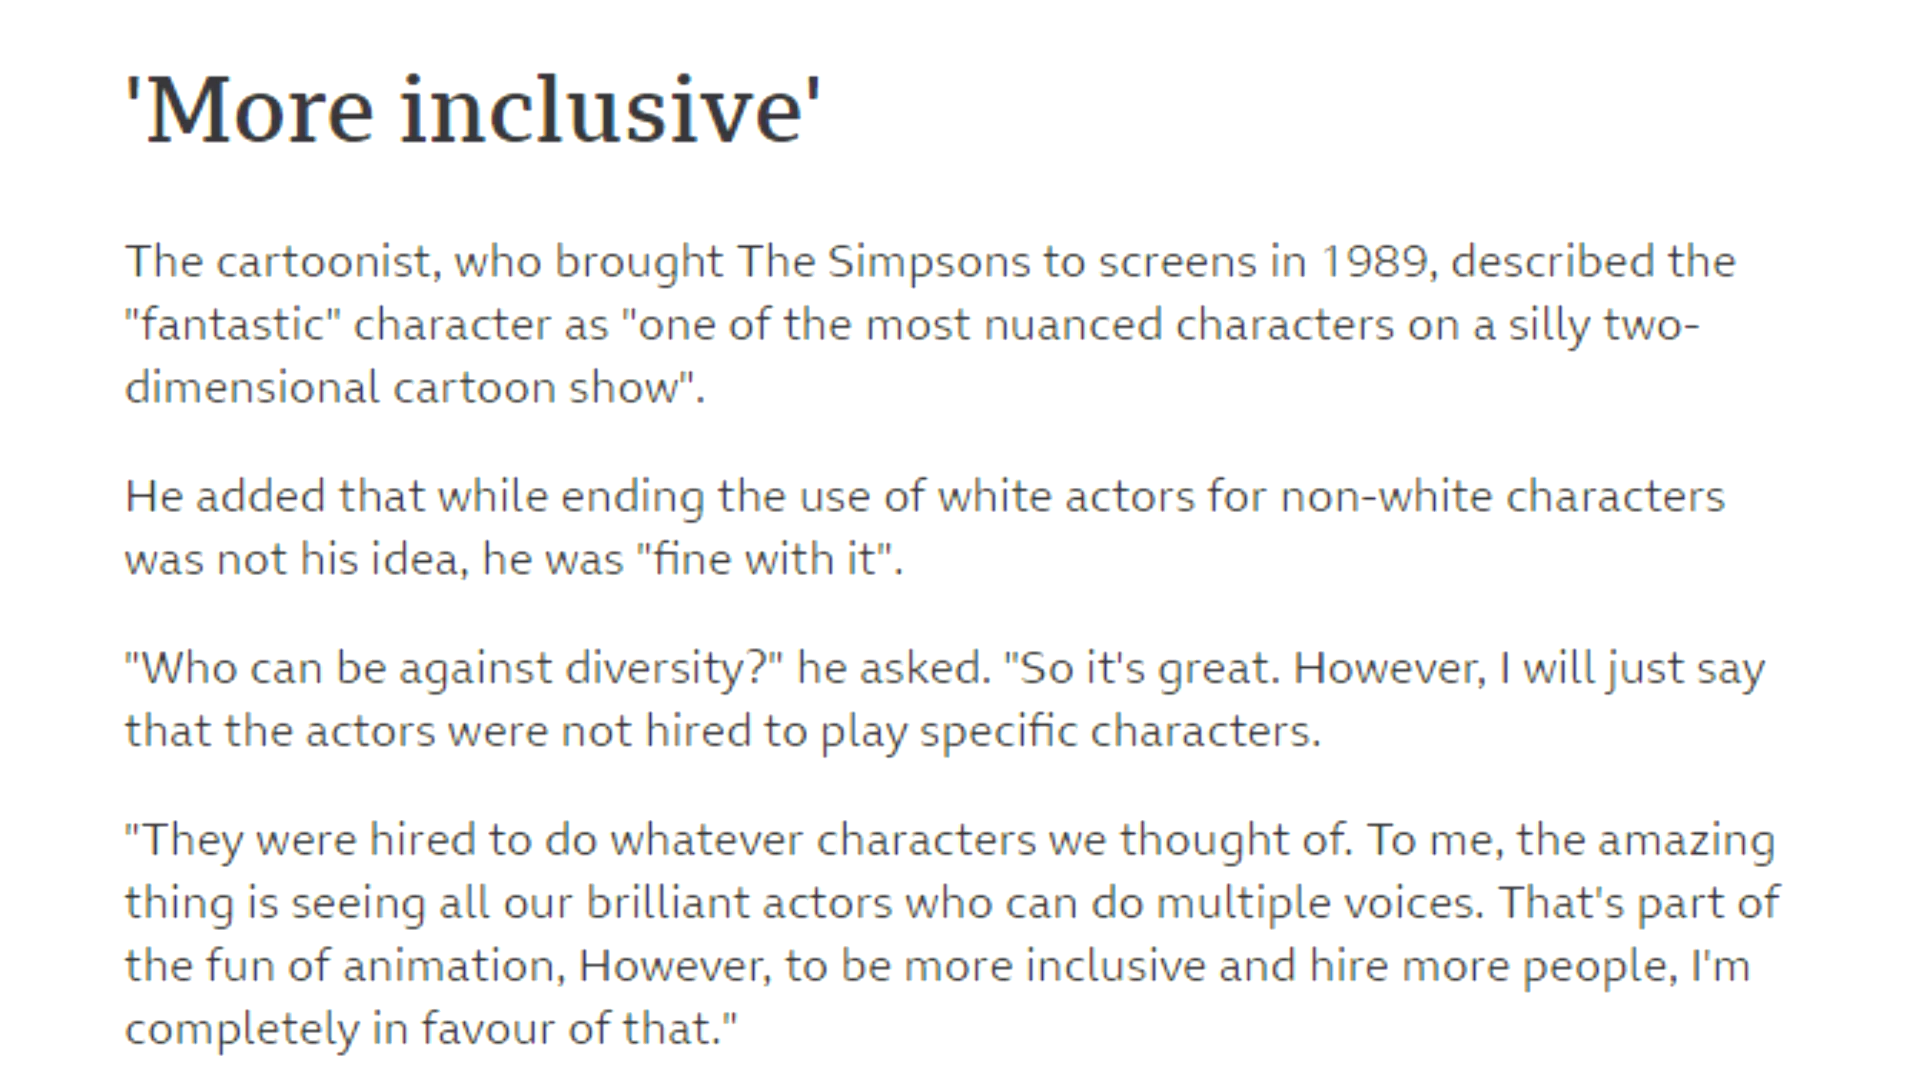 'More inclusive'
The cartoonist, who brought The Simpsons to screens in 1989, described the
"fantastic" character as "one of the most nuanced characters on a silly two-
dimensional cartoon show".
He added that while ending the use of white actors for non-white characters
was not his idea, he was "fine with it".
"Who can be against diversity?" he asked. "So it's great. However, I will just say
that the actors were not hired to play specific characters.
"They were hired to do whatever characters we thought of. To me, the amazing
thing is seeing all our brilliant actors who can do multiple voices. That's part of
the fun of animation, However, to be more inclusive and hire more people, I'm
completely in favour of that."